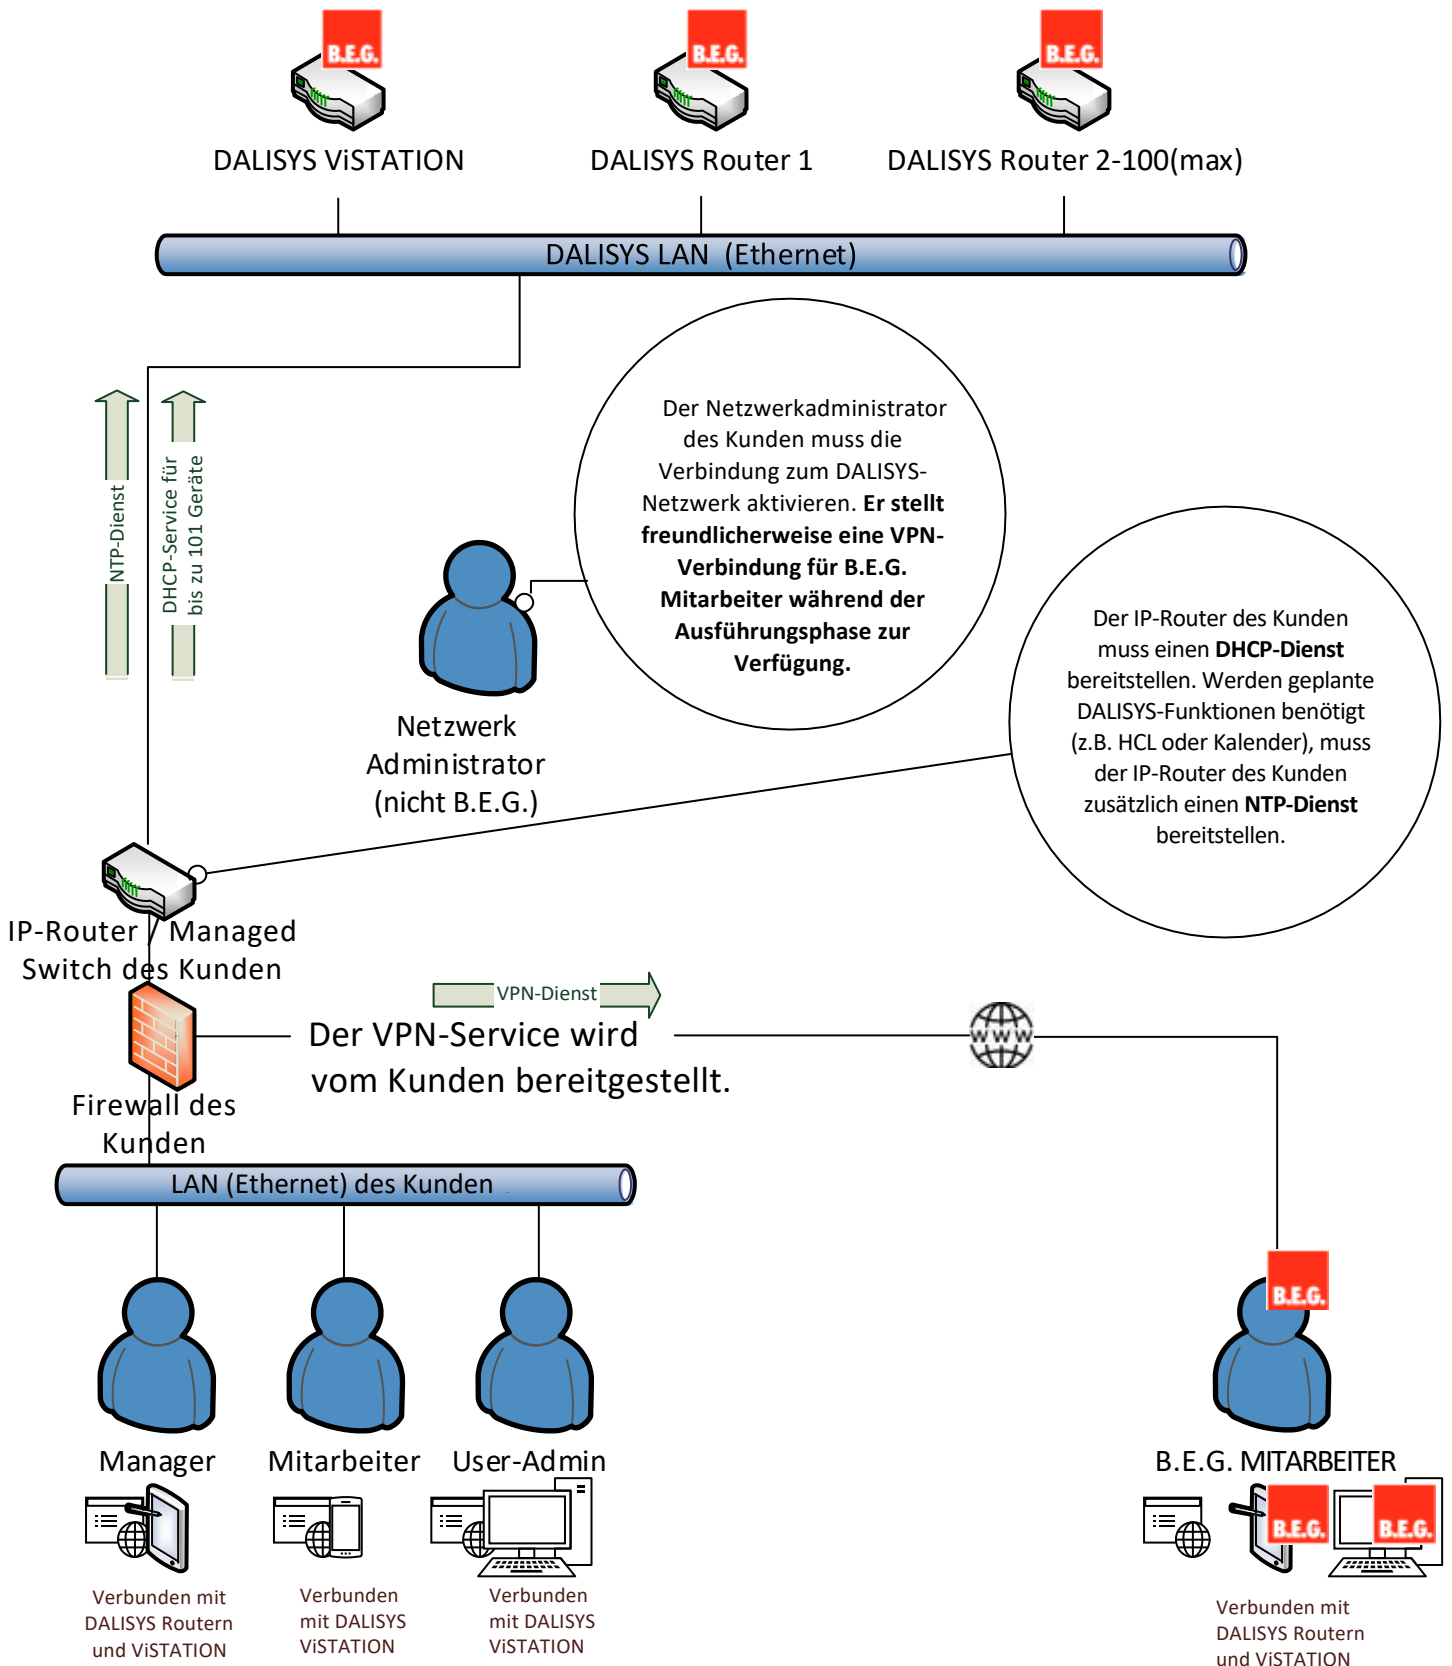 B.E.G.
B.E.G.
B.E.G.
DALISYS ViSTATION
DALISYS Router 1
DALISYS Router 2-100(max)
DALISYS LAN (Ethernet)
NTP-Dienst
DHCP-Service für
bis zu 101 Geräte
Der Netzwerkadministrator
des Kunden muss die
Verbindung zum DALISYS-
Netzwerk aktivieren. Er stellt
freundlicherweise eine VPN-
Verbindung für B.E.G.
Mitarbeiter während der
Ausführungsphase zur
Verfügung.
Netzwerk
Administrator
(nicht B.E.G.)
Der IP-Router des Kunden
muss einen DHCP-Dienst
bereitstellen. Werden geplante
DALISYS-Funktionen benötigt
(z.B. HCL oder Kalender), muss
der IP-Router des Kunden
zusätzlich einen NTP-Dienst
bereitstellen.
IP-Router / Managed
Switch des Kunden
VPN-Dienst
Der VPN-Service wird
vom Kunden bereitgestellt.
WWW
Firewall des
Kunden
LAN (Ethernet) des Kunden
B.E.G.
Manager
Mitarbeiter
User-Admin
B.E.G. MITARBEITER
B.E.G.
B.E.G.
Verbunden mit
DALISYS Routern
und ViSTATION
Verbunden
mit DALISYS
ViSTATION
Verbunden
mit DALISYS
ViSTATION
Verbunden mit
DALISYS Routern
und ViSTATION